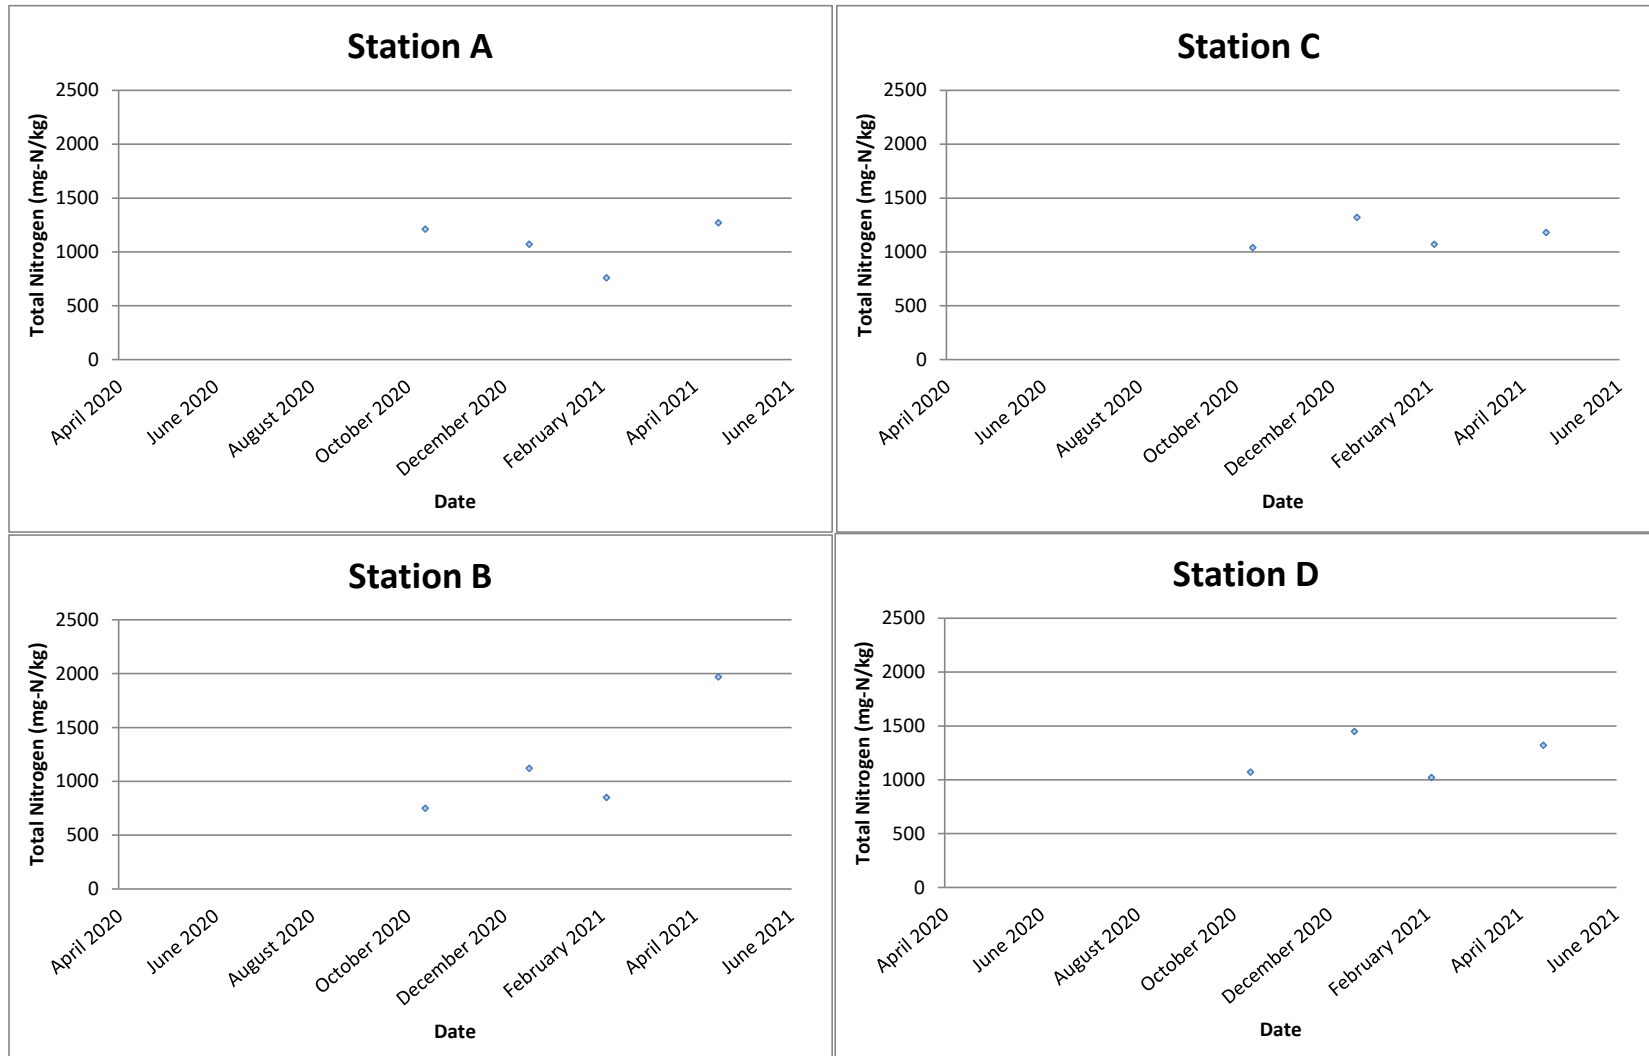 Station A
Total Nitrogen (mg-N/kg)
2500
2000
1500
1000
500
0
April 2020
June 2020
August 2020
October 2020
December 2020
February 2021
April 2021
June 2021
Date
Station C
Total Nitrogen (mg-N/kg)
2500
2000
1500
1000
500
0
April 2020
June 2020
August 2020
October 2020
December 2020
February 2021
April 2021
June 2021
Date
Station B
Total Nitrogen (mg-N/kg)
2500
2000
1500
1000
500
0
April 2020
June 2020
August 2020
October 2020
December 2020
February 2021
April 2021
June 2021
Date
Station D
Total Nitrogen (mg-N/kg)
2500
2000
1500
1000
500
0
April 2020
June 2020
August 2020
October 2020
December 2020
February 2021
April 2021
June 2021
Date